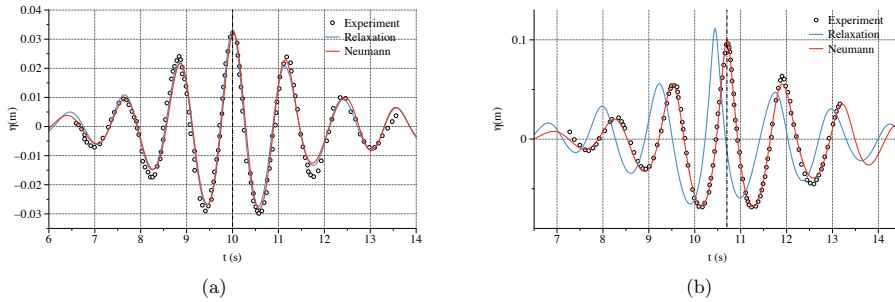 0.04
0.03
0.02
0.01
0
−0.01
−0.02
−0.03
η(m)
6 7 8 9 10 11 12 13 14
t (s)
Experiment
Relaxation
Neumann
(a)
0.1
0
η(m)
7 8 9 10 11 12 13 14
t (s)
Experiment
Relaxation
Neumann
(b)